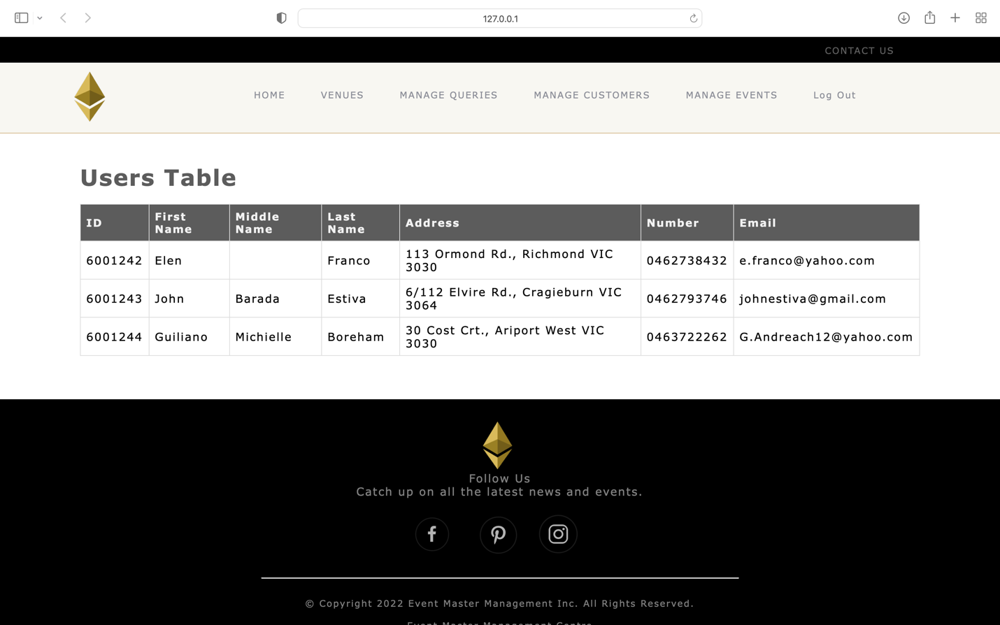 127.0.0.1
CONTACT US
HOME VENUES MANAGE QUERIES MANAGE CUSTOMERS MANAGE EVENTS Log Out
Users Table
ID First Name Middle Name Last Name Address Number Email
6001242 Elen Franco 113 Ormond Rd., Richmond VIC 3030 0462738432 e.franco@yahoo.com
6001243 John Barada Estiva 6/112 Elvire Rd., Cragieburn VIC 3064 0462793746 johnestiva@gmail.com
6001244 Guiliano Michielle Boreham 30 Cost Crt., Ariport West VIC 3030 0463722262 G.Andreach12@yahoo.com
Follow Us
Catch up on all the latest news and events.
© Copyright 2022 Event Master Management Inc. All Rights Reserved.
Event Master Management Centre